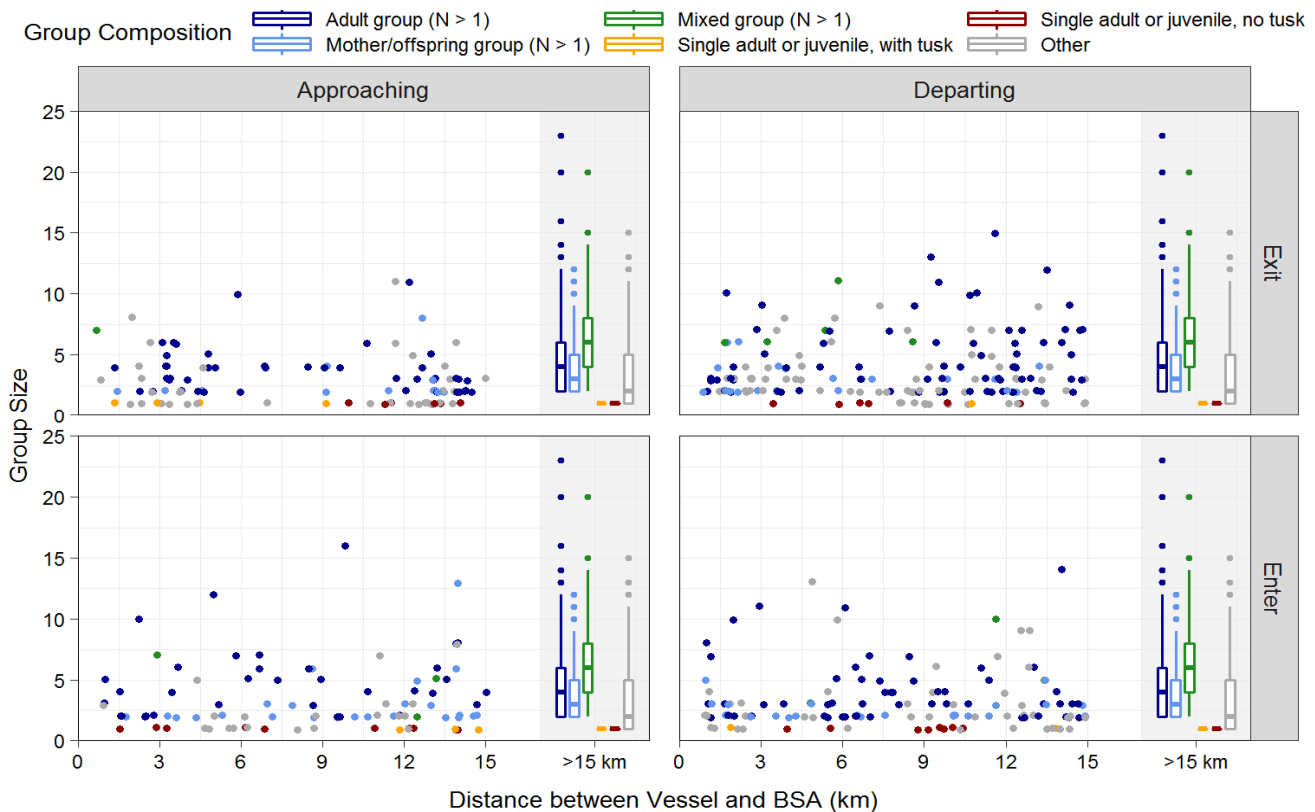 Group Composition
Adult group (N > 1)
Mixed group (N > 1)
Single adult or juvenile, no tusk
Mother/offspring group (N > 1)
Single adult or juvenile, with tusk
Other
Approaching
Departing
25
20
15
10
5
0
Exit
Group Size
25
20
15
10
5
0
Enter
0 3 6 9 12 15 >15 km
0 3 6 9 12 15 >15 km
Distance between Vessel and BSA (km)